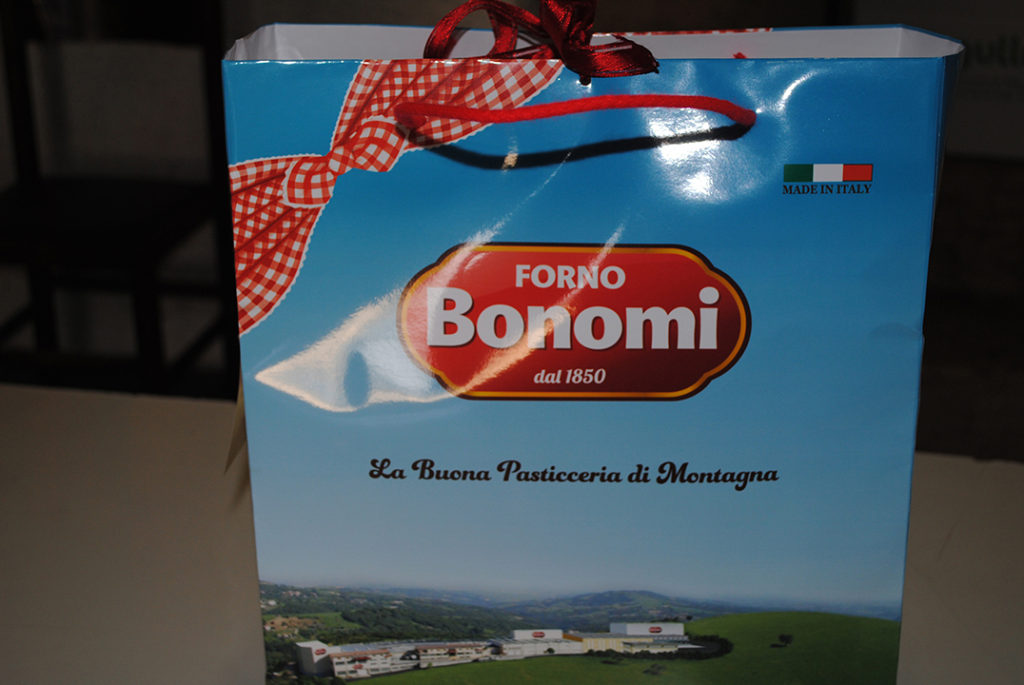 MADE IN ITALY
FORNO
Bonomi
dal 1850
La Buona Pasticceria di Montagna